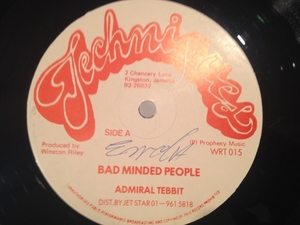 Techniques
2 Chancery Lane
Kingston, Jamaica
Produced by
Winston Riley
SIDE A
(P) Prophecy Music
WRT 015
BAD MINDED PEOPLE
ADMIRAL TEBBIT
DIST. BY JET STAR 01-961 5818